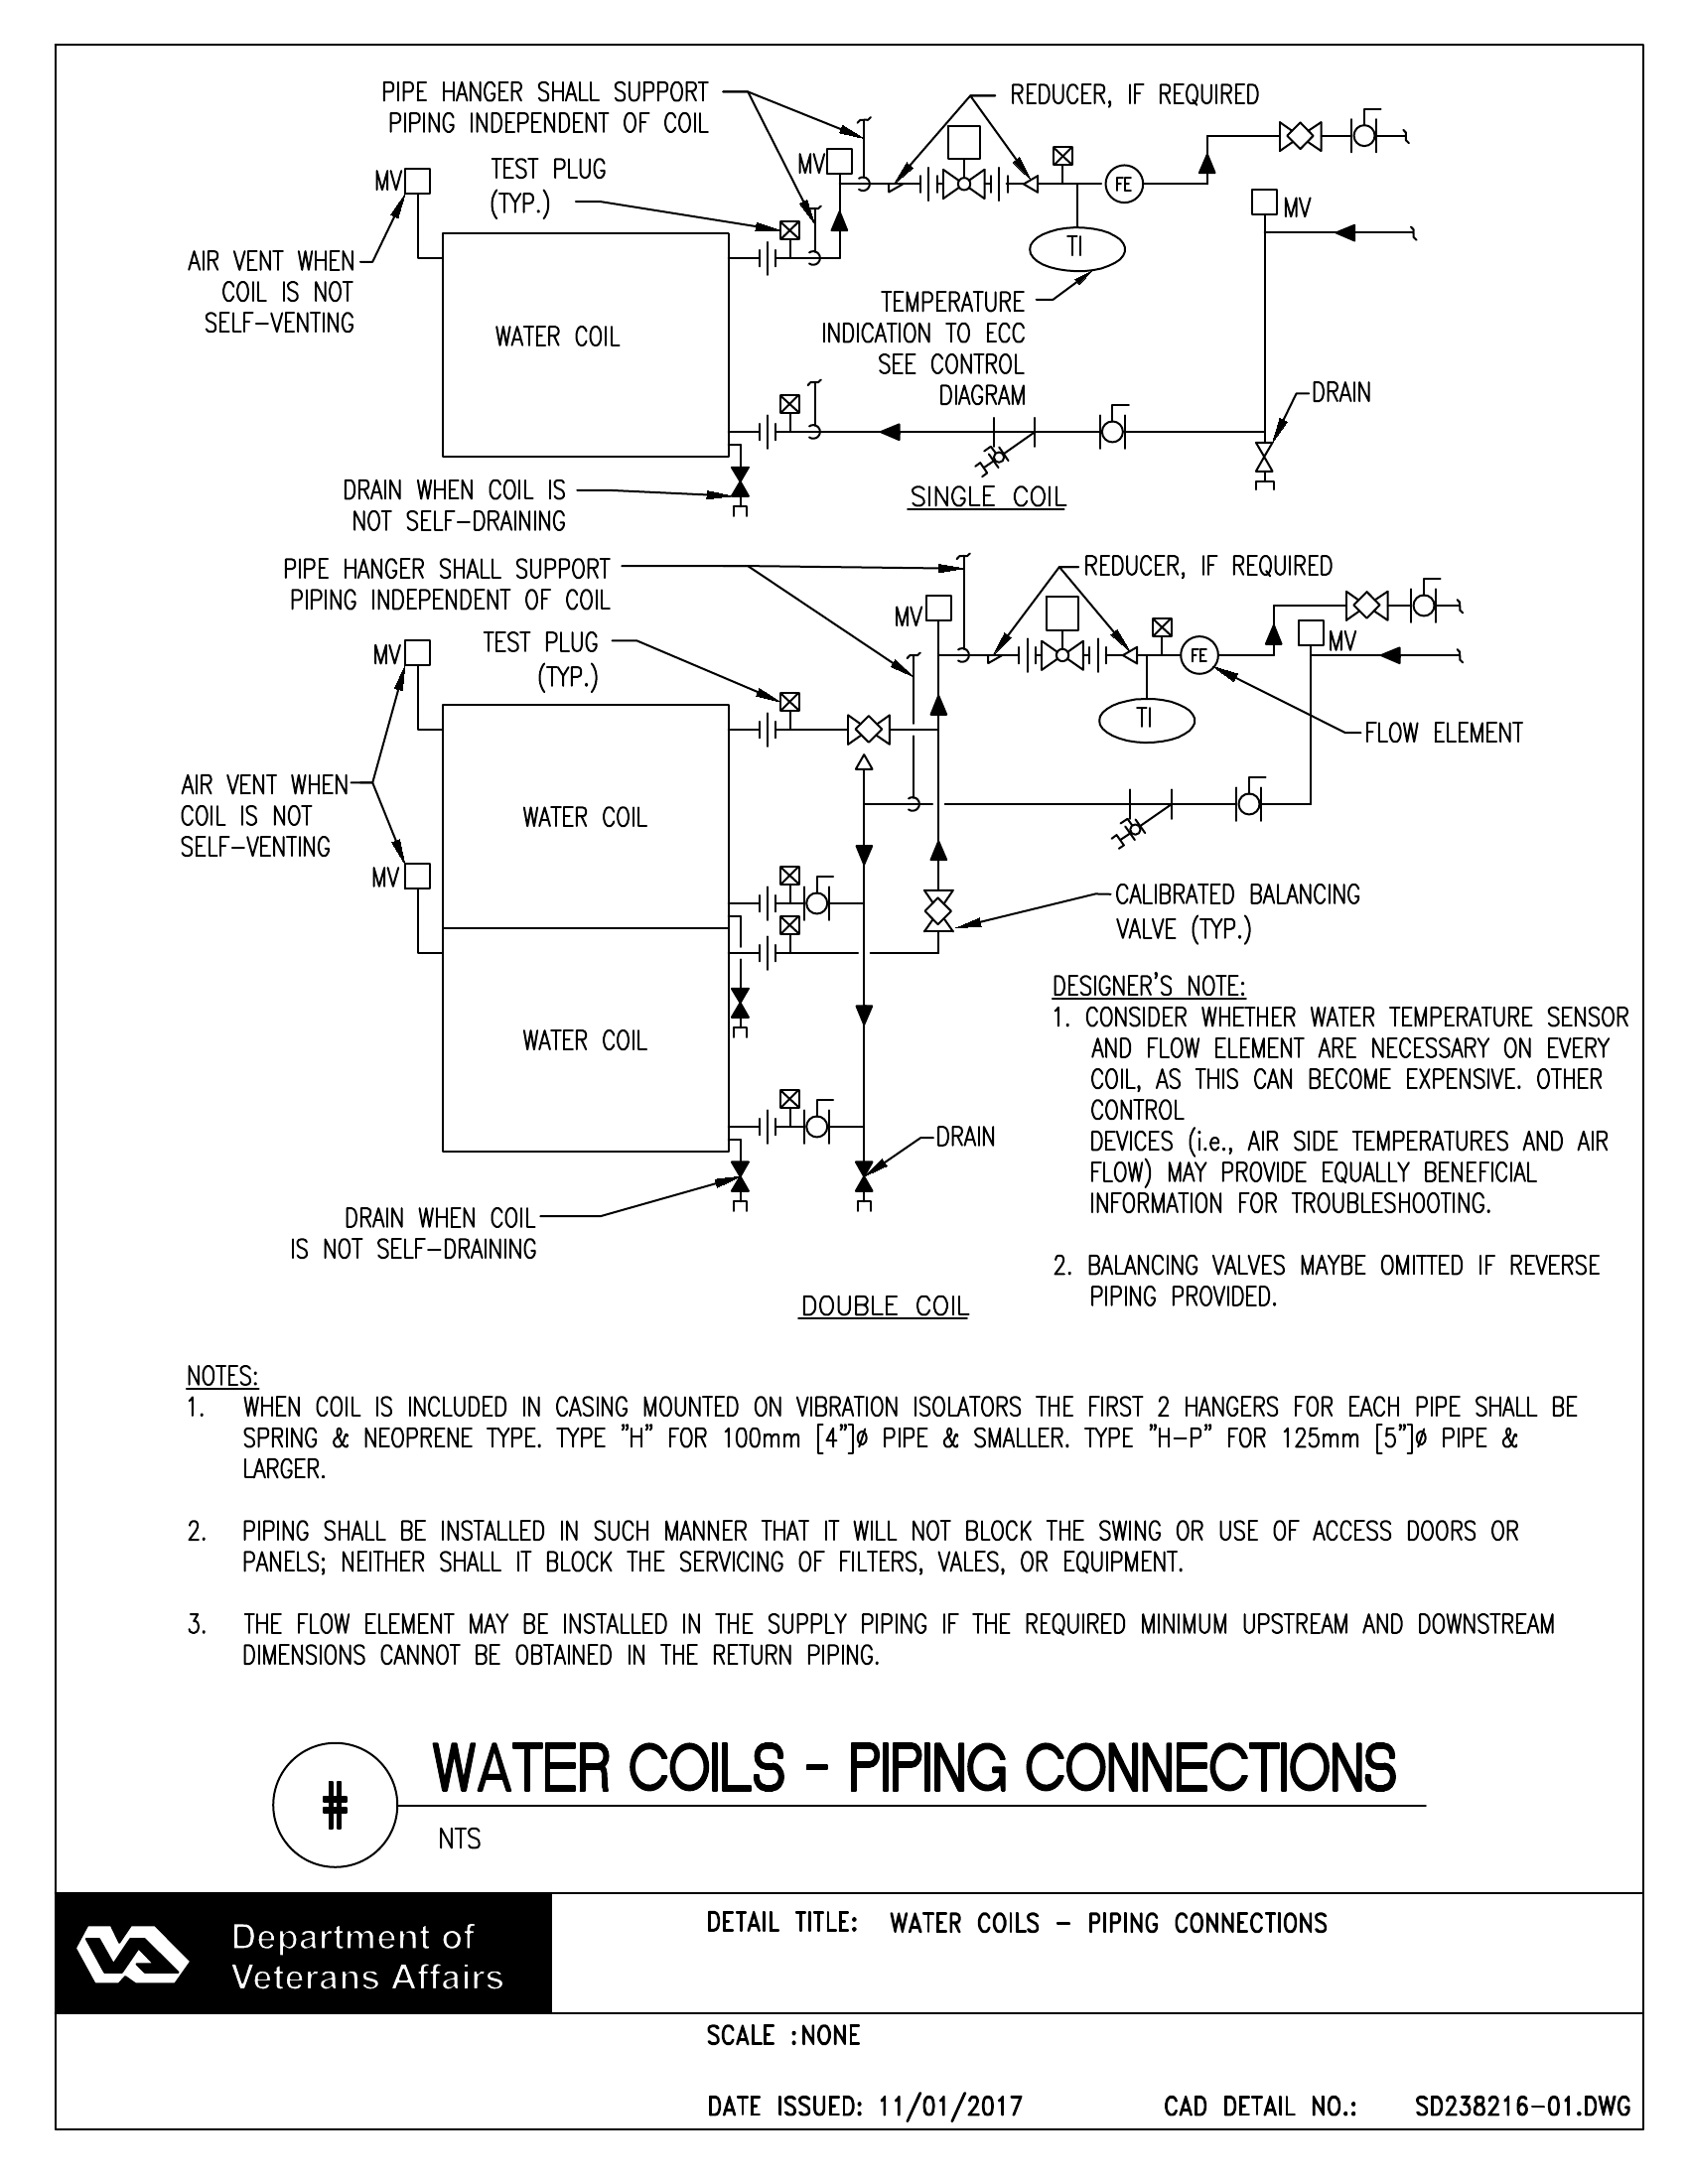 PIPE HANGER SHALL SUPPORT
PIPING INDEPENDENT OF COIL
REDUCER, IF REQUIRED
MV
TEST PLUG
(TYP.)
MV
FE
MV
AIR VENT WHEN
COIL IS NOT
SELF-VENTING
TI
WATER COIL
TEMPERATURE
INDICATION TO ECC
SEE CONTROL
DIAGRAM
DRAIN
DRAIN WHEN COIL IS
NOT SELF-DRAINING
SINGLE COIL
PIPE HANGER SHALL SUPPORT
PIPING INDEPENDENT OF COIL
REDUCER, IF REQUIRED
MV
TEST PLUG
(TYP.)
MV
FE
MV
TI
FLOW ELEMENT
AIR VENT WHEN
COIL IS NOT
SELF-VENTING
WATER COIL
MV
CALIBRATED BALANCING
VALVE (TYP.)
WATER COIL
DRAIN
DRAIN WHEN COIL
IS NOT SELF-DRAINING
DOUBLE COIL
DESIGNER'S NOTE:
1. CONSIDER WHETHER WATER TEMPERATURE SENSOR
AND FLOW ELEMENT ARE NECESSARY ON EVERY
COIL, AS THIS CAN BECOME EXPENSIVE. OTHER
CONTROL
DEVICES (i.e., AIR SIDE TEMPERATURES AND AIR
FLOW) MAY PROVIDE EQUALLY BENEFICIAL
INFORMATION FOR TROUBLESHOOTING.
2. BALANCING VALVES MAYBE OMITTED IF REVERSE
PIPING PROVIDED.
NOTES:
1. WHEN COIL IS INCLUDED IN CASING MOUNTED ON VIBRATION ISOLATORS THE FIRST 2 HANGERS FOR EACH PIPE SHALL BE
SPRING & NEOPRENE TYPE. TYPE "H" FOR 100mm [4"]ø PIPE & SMALLER. TYPE "H-P" FOR 125mm [5"]ø PIPE &
LARGER.
2. PIPING SHALL BE INSTALLED IN SUCH MANNER THAT IT WILL NOT BLOCK THE SWING OR USE OF ACCESS DOORS OR
PANELS; NEITHER SHALL IT BLOCK THE SERVICING OF FILTERS, VALES, OR EQUIPMENT.
3. THE FLOW ELEMENT MAY BE INSTALLED IN THE SUPPLY PIPING IF THE REQUIRED MINIMUM UPSTREAM AND DOWNSTREAM
DIMENSIONS CANNOT BE OBTAINED IN THE RETURN PIPING.
# WATER COILS - PIPING CONNECTIONS
NTS
VA Department of
Veterans Affairs
DETAIL TITLE: WATER COILS - PIPING CONNECTIONS
SCALE :NONE
DATE ISSUED: 11/01/2017 CAD DETAIL NO.: SD238216-01.DWG